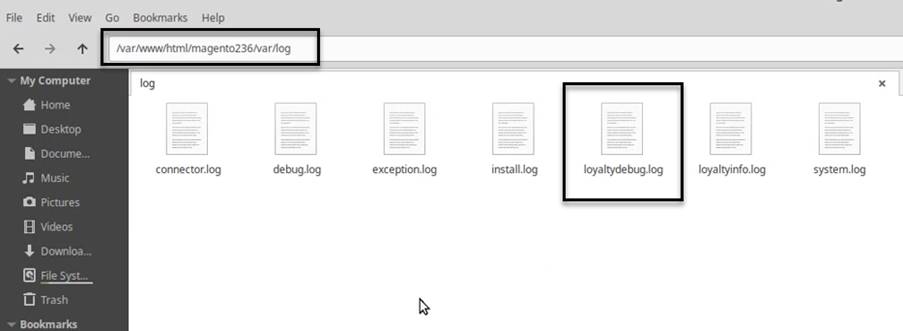 File Edit View Go Bookmarks Help
/var/www/html/magento236/var/log
My Computer
log
Home
Desktop
Docume...
Music
Pictures
Videos
Downloa...
File Syst...
Trash
Bookmarks
connector.log debug.log exception.log install.log loyaltydebug.log loyaltyinfo.log system.log